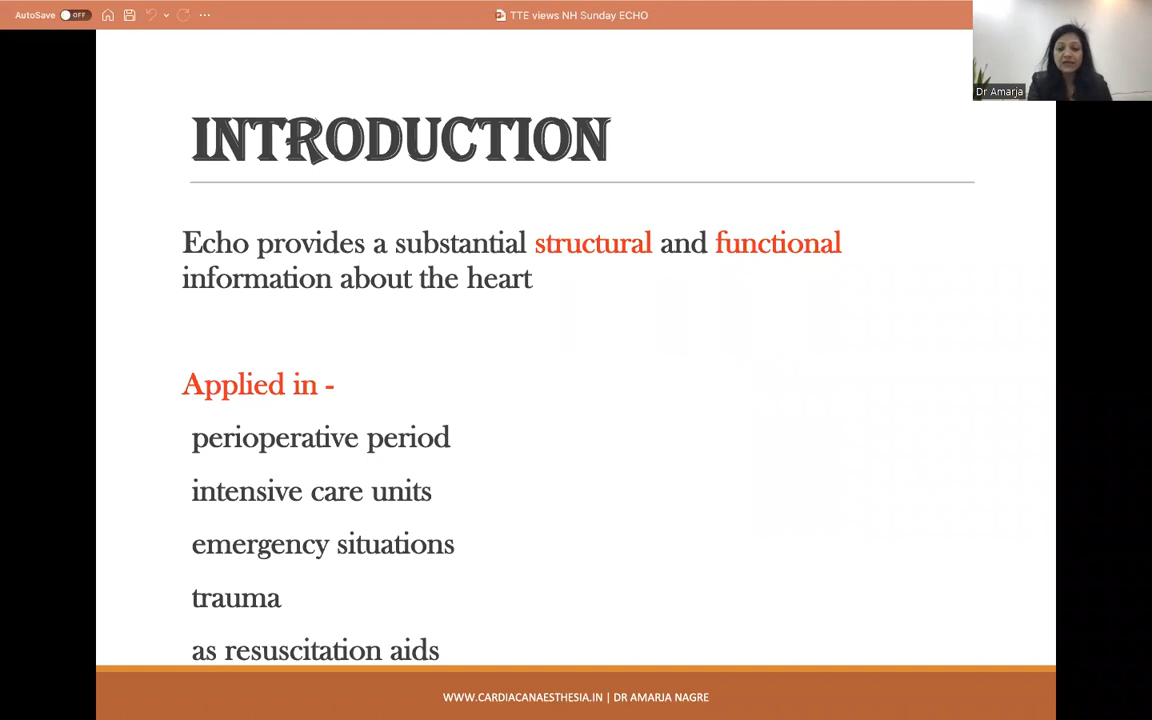 AutoSave OFF
TTE views NH Sunday ECHO
Dr Amarja
INTRODUCTION
Echo provides a substantial structural and functional
information about the heart
Applied in -
perioperative period
intensive care units
emergency situations
trauma
as resuscitation aids
WWW.CARDIACANAESTHESIA.IN | DR AMARJA NAGRE